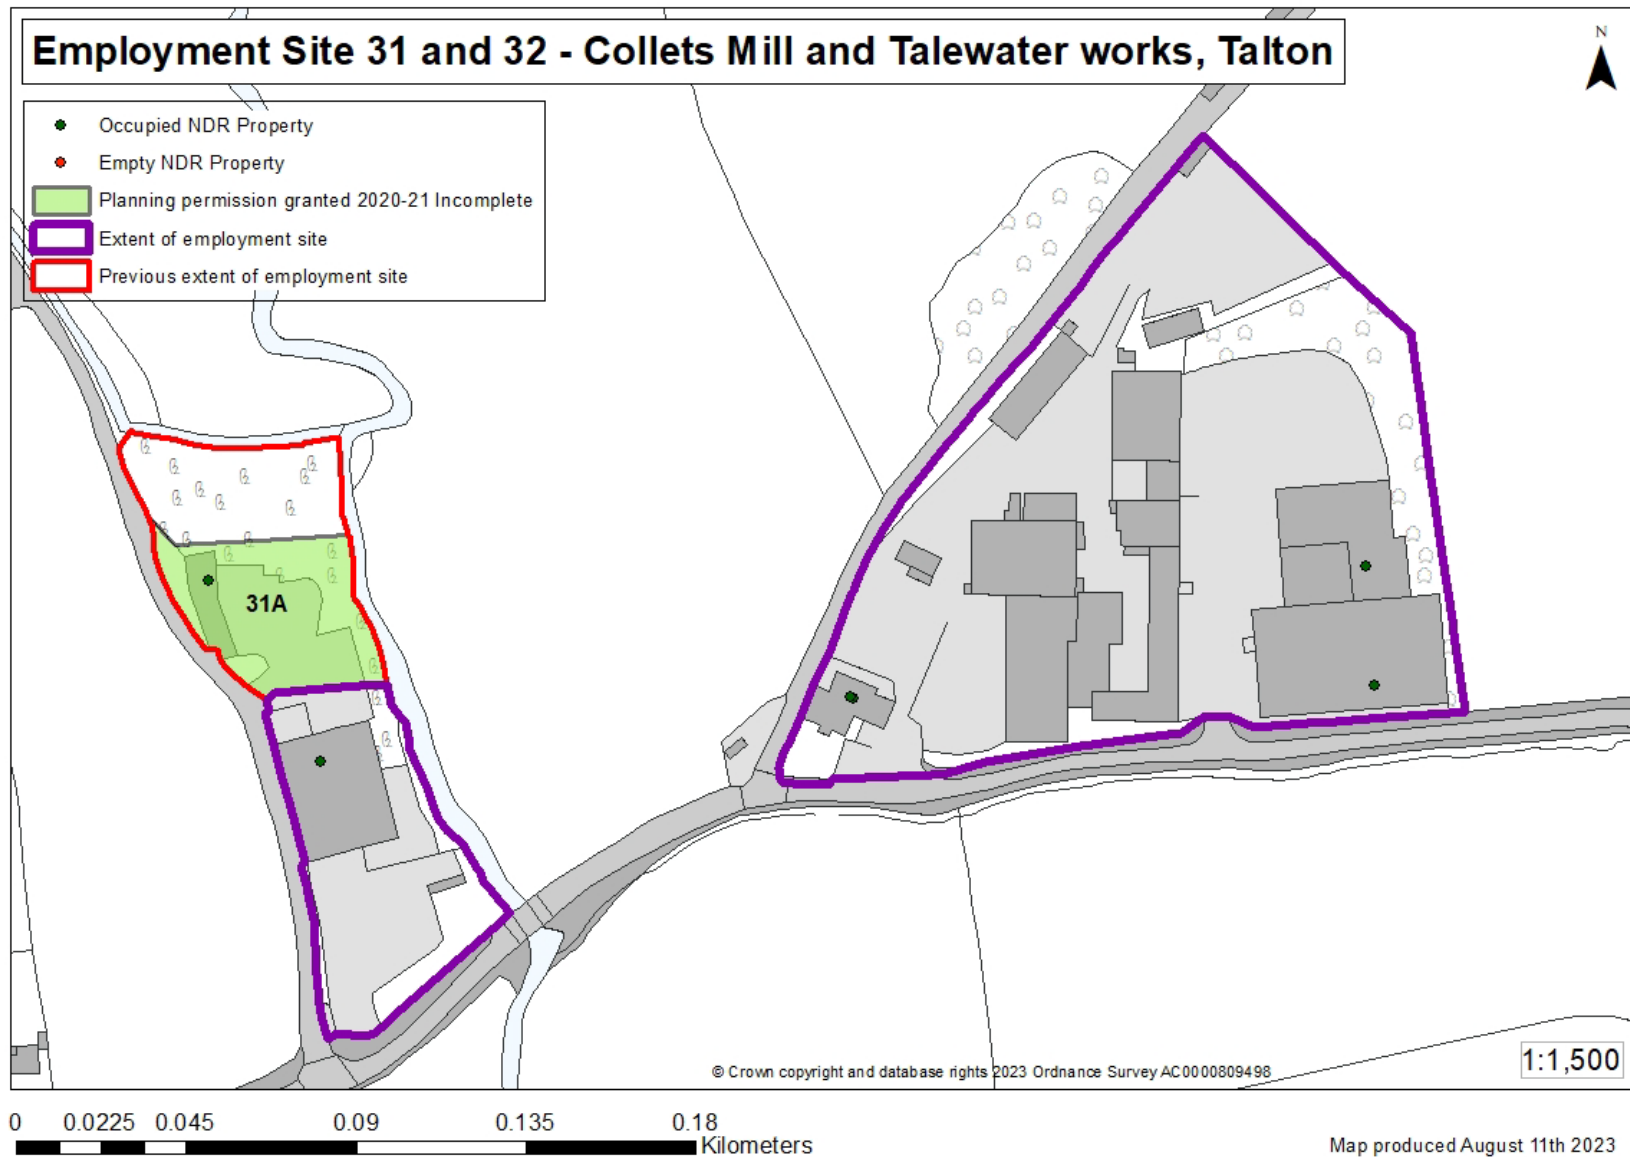 Employment Site 31 and 32 - Collets Mill and Talewater works, Talton
N
Occupied NDR Property
Empty NDR Property
Planning permission granted 2020-21 Incomplete
Extent of employment site
Previous extent of employment site
31A
© Crown copyright and database rights 2023 Ordnance Survey AC0000809498
1:1,500
0 0.0225 0.045 0.09 0.135 0.18
Kilometers
Map produced August 11th 2023